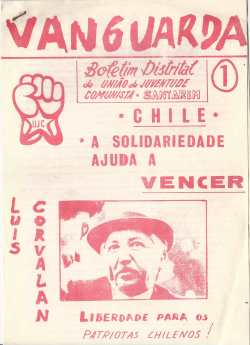 VANGUARDA
Boletim Distrital
da UNIÃO da JUVENTUDE
COMUNISTA - SANTARÉM
1
UJC
• CHILE •
• A SOLIDARIEDADE
AJUDA A
VENCER
LUIS
CORVALAN
LIBERDADE PARA OS
PATRIOTAS CHILENOS!